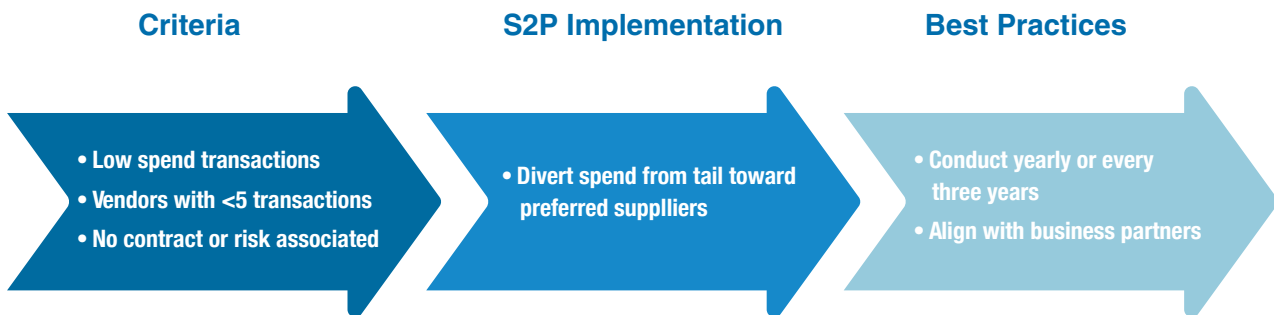 Criteria
S2P Implementation
Best Practices
• Low spend transactions
• Vendors with <5 transactions
• No contract or risk associated
• Divert spend from tail toward
preferred supplliers
• Conduct yearly or every
three years
• Align with business partners